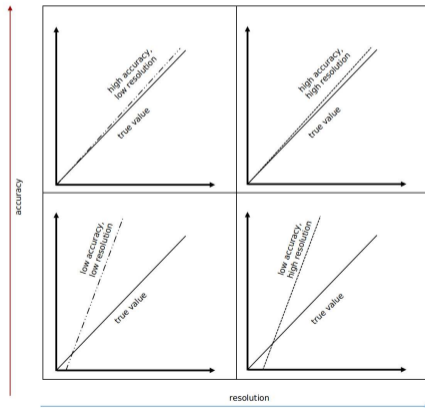 accuracy
high accuracy,
low resolution
true value
high accuracy,
high resolution
true value
low accuracy,
low resolution
true value
low accuracy,
high resolution
true value
resolution